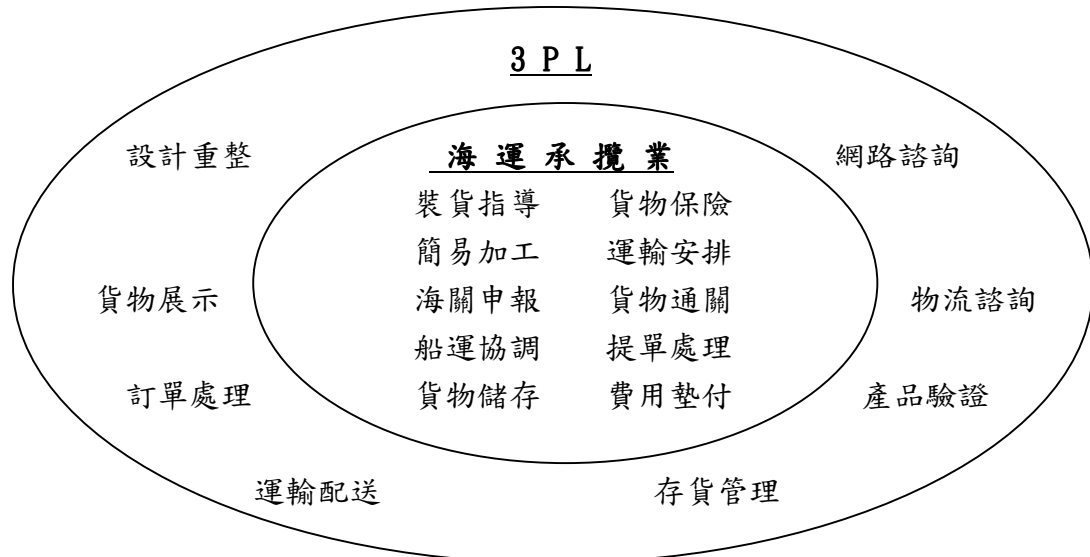 3 P L
設計重整 海 運 承 攬 業 網路諮詢
裝貨指導 貨物保險
簡易加工 運輸安排
貨物展示 海關申報 貨物通關 物流諮詢
船運協調 提單處理
訂單處理 貨物儲存 費用墊付 產品驗證
運輸配送 存貨管理